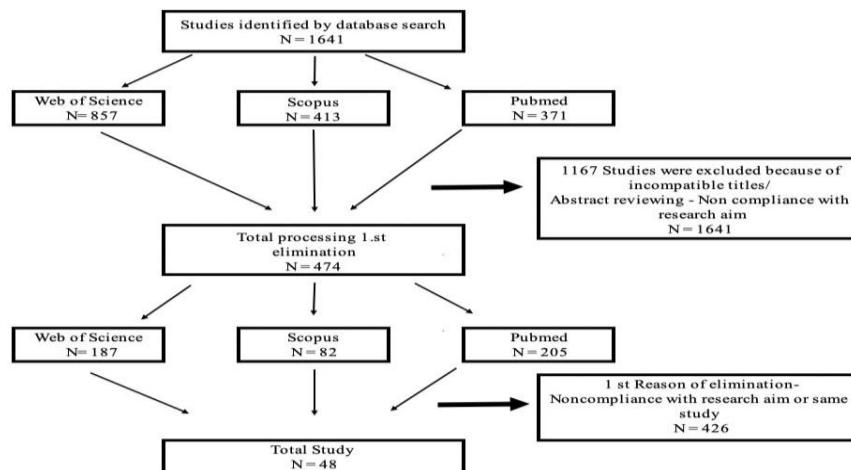 Studies identified by database search
N = 1641
Web of Science
N= 857
Scopus
N = 413
Pubmed
N = 371
1167 Studies were excluded because of
incompatible titles/
Abstract reviewing - Non compliance with
research aim
N = 1641
Total processing 1.st
elimination
N = 474
Web of Science
N= 187
Scopus
N = 82
Pubmed
N = 205
1 st Reason of elimination-
Noncompliance with research aim or same
study
N = 426
Total Study
N = 48